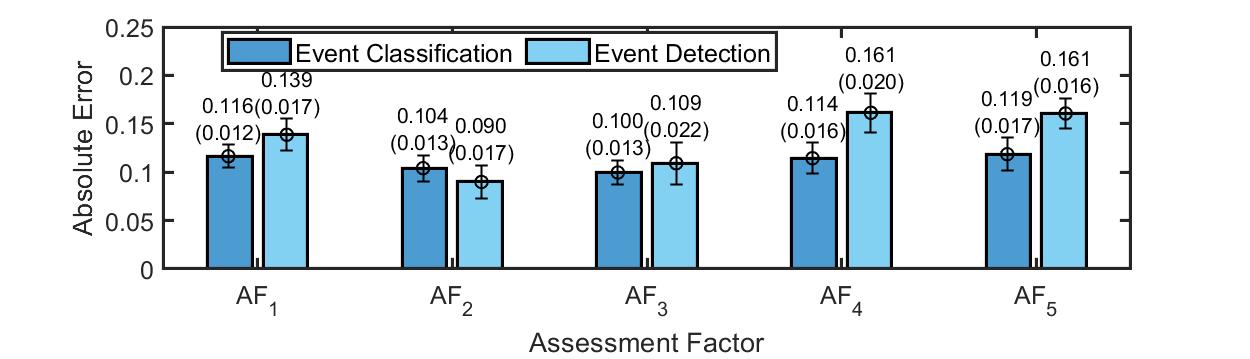 0.25
0.2
0.15
0.1
0.05
0
Absolute Error
Event Classification
Event Detection
0.116
(0.012)
0.139
(0.017)
0.104
(0.013)
0.090
(0.017)
0.100
(0.013)
0.109
(0.022)
0.114
(0.016)
0.161
(0.020)
0.119
(0.017)
0.161
(0.016)
AF1
AF2
AF3
AF4
AF5
Assessment Factor